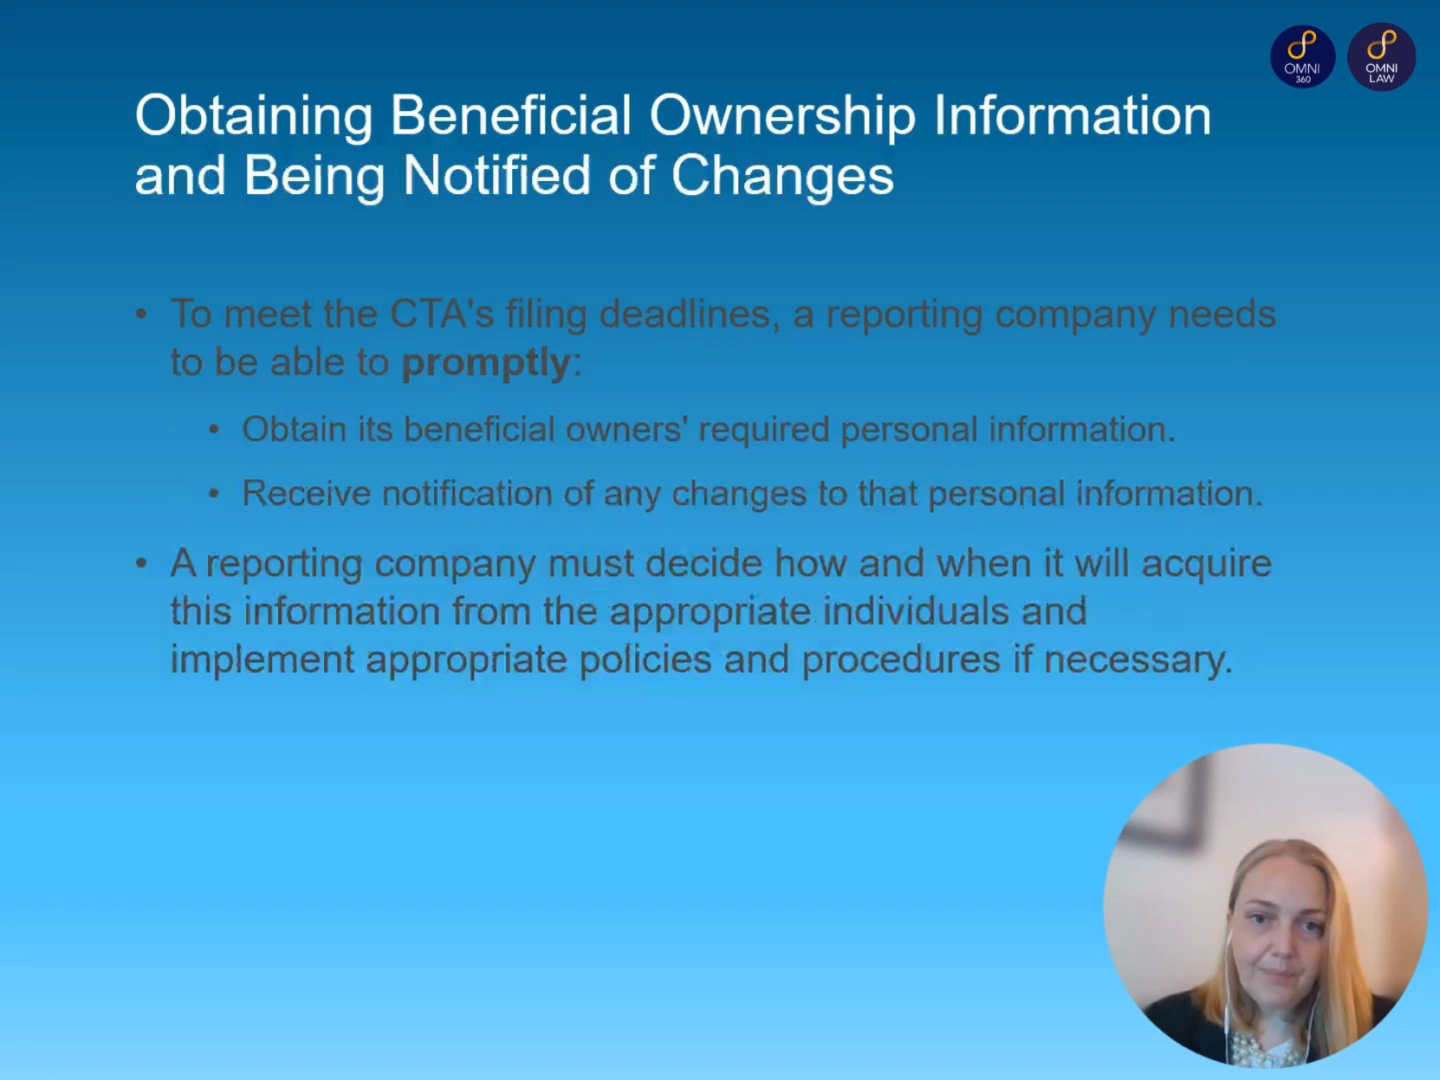 OMNI
360
OMNI
LAW
Obtaining Beneficial Ownership Information
and Being Notified of Changes
• To meet the CTA's filing deadlines, a reporting company needs
to be able to promptly:
• Obtain its beneficial owners' required personal information.
• Receive notification of any changes to that personal information.
• A reporting company must decide how and when it will acquire
this information from the appropriate individuals and
implement appropriate policies and procedures if necessary.